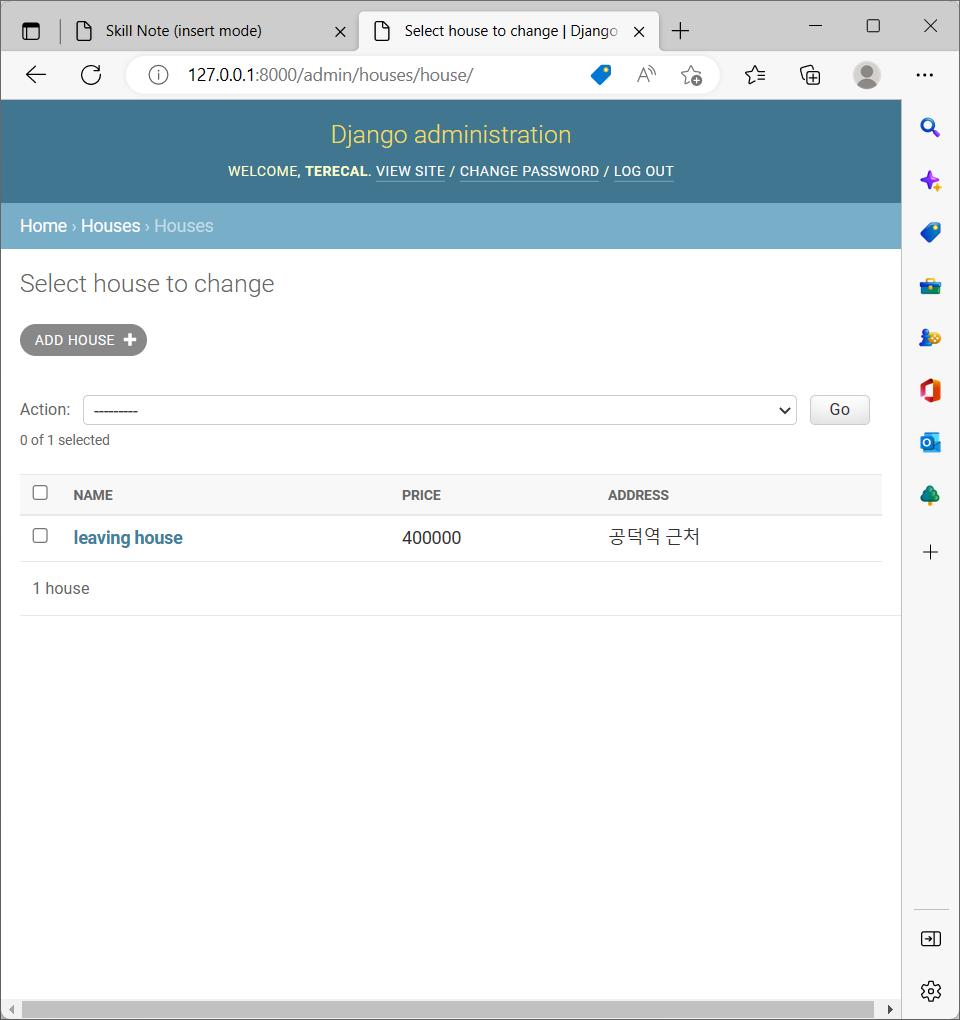 Skill Note (insert mode)
Select house to change | Django
127.0.0.1:8000/admin/houses/house/
Django administration
WELCOME, TERECAL. VIEW SITE / CHANGE PASSWORD / LOG OUT
Home › Houses › Houses
Select house to change
ADD HOUSE
Action: --------- Go
0 of 1 selected
NAME PRICE ADDRESS
leaving house 400000 공덕역 근처
1 house